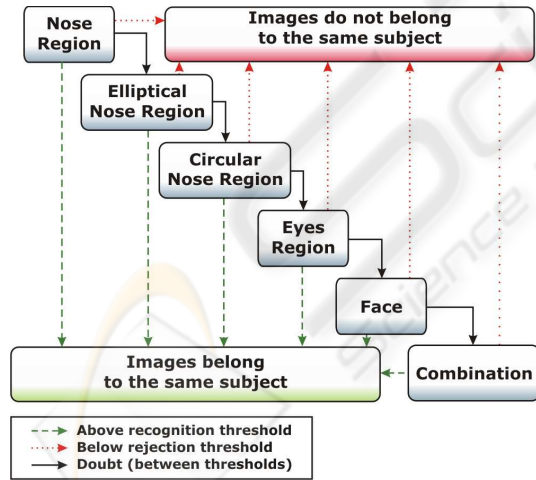 Nose
Region
Images do not belong
to the same subject
Elliptical
Nose Region
Circular
Nose Region
Eyes
Region
Face
Images belong
to the same subject
Combination
Above recognition threshold
Below rejection threshold
Doubt (between thresholds)